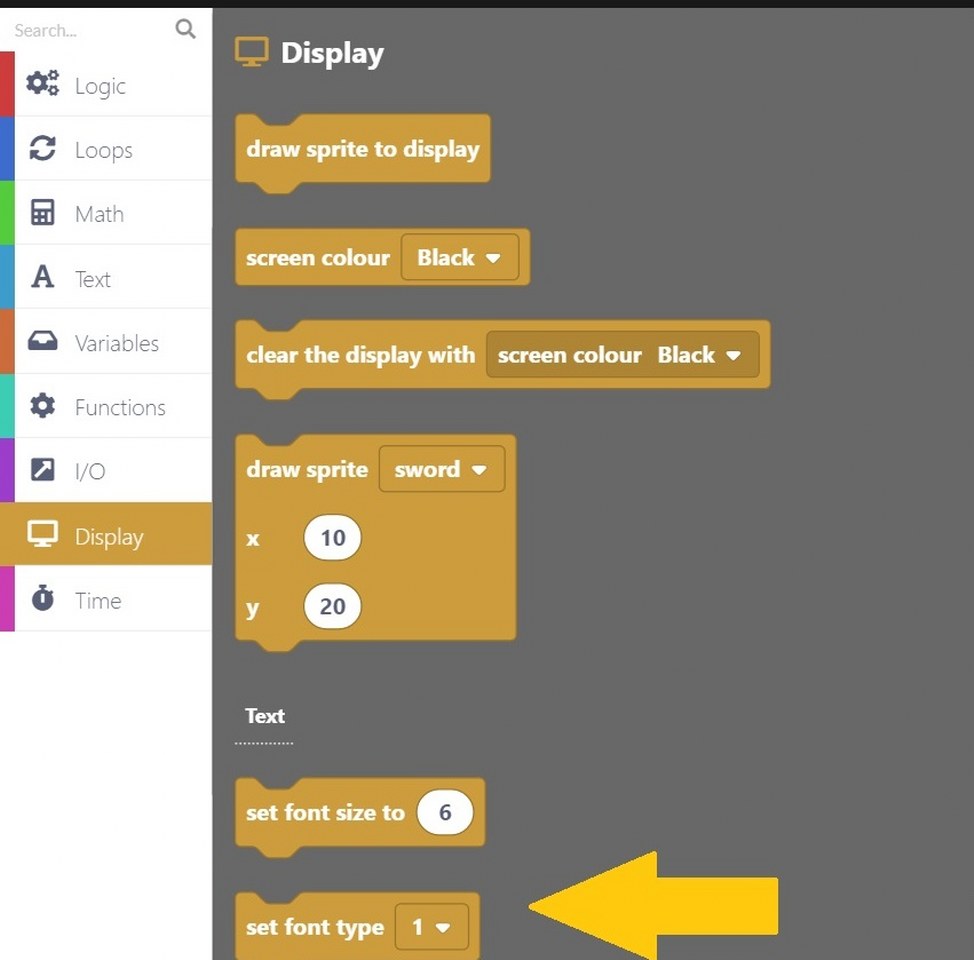 Search...
Logic
Loops
Math
Text
Variables
Functions
I/O
Display
Time
Display
draw sprite to display
screen colour Black
clear the display with screen colour Black
draw sprite sword
x 10
y 20
Text
set font size to 6
set font type 1